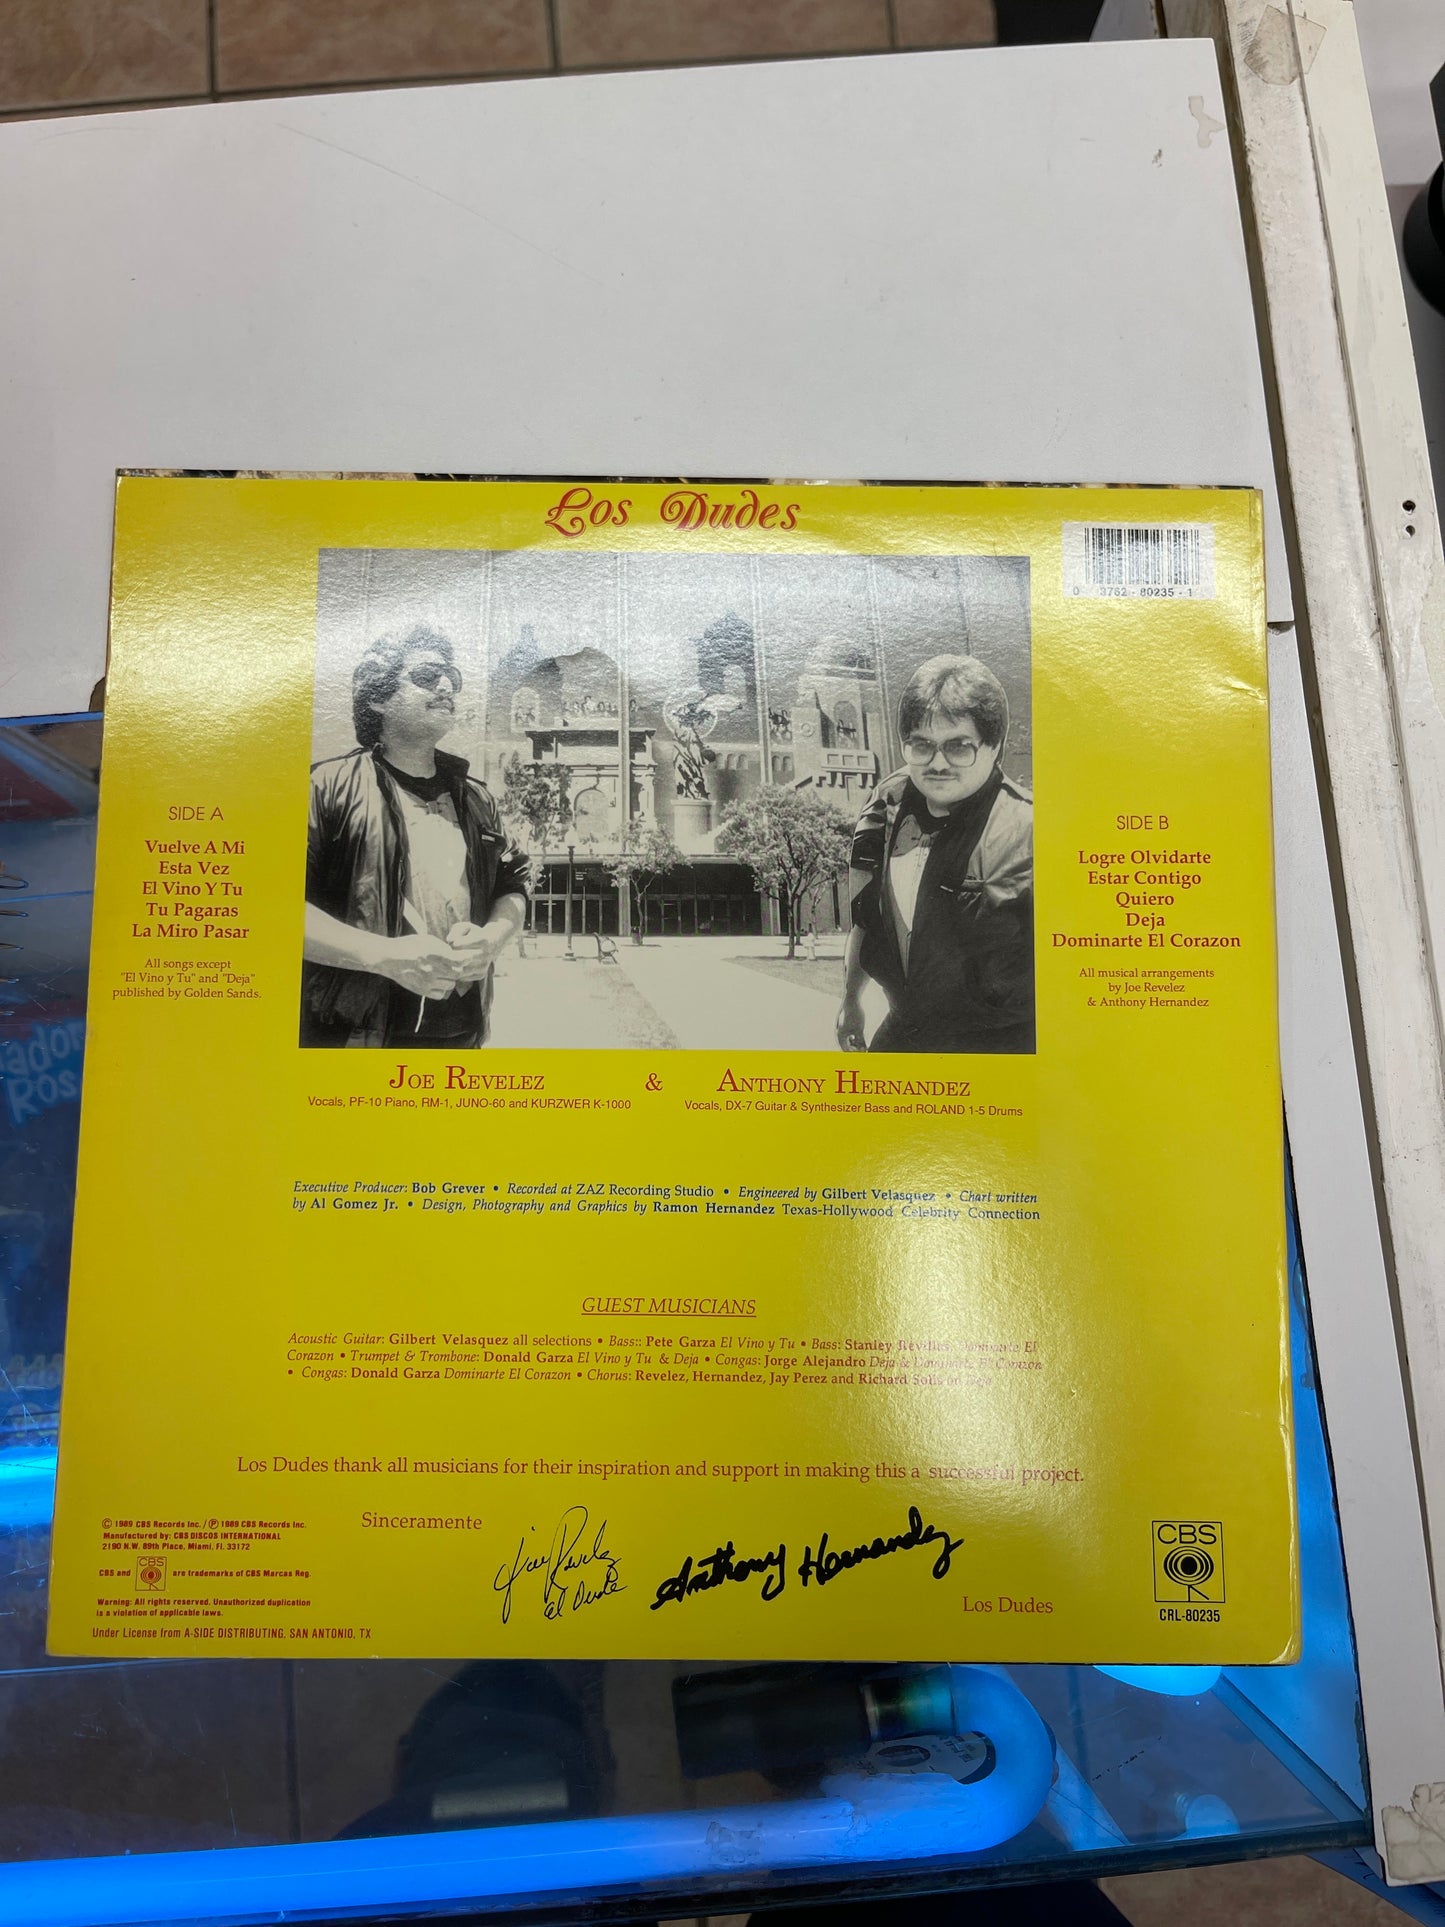 Los Dudes
0 3762 - 80235 - 1
SIDE A
Vuelve A Mi
Esta Vez
El Vino Y Tu
Tu Pagaras
La Miro Pasar
All songs except
"El Vino y Tu" and "Deja"
published by Golden Sands.
SIDE B
Logre Olvidarte
Estar Contigo
Quiero
Deja
Dominarte El Corazon
All musical arrangements
by Joe Revelez
& Anthony Hernandez
JOE REVELEZ & ANTHONY HERNANDEZ
Vocals, PF-10 Piano, RM-1, JUNO-60 and KURZWER K-1000
Vocals, DX-7 Guitar & Synthesizer Bass and ROLAND 1-5 Drums
Executive Producer: Bob Grever • Recorded at ZAZ Recording Studio • Engineered by Gilbert Velasquez • Chart written
by Al Gomez Jr. • Design, Photography and Graphics by Ramon Hernandez Texas-Hollywood Celebrity Connection
GUEST MUSICIANS
Acoustic Guitar: Gilbert Velasquez all selections • Bass:: Pete Garza El Vino y Tu • Bass: Stanley Revilles Dominarte El
Corazon • Trumpet & Trombone: Donald Garza El Vino y Tu & Deja • Congas: Jorge Alejandro Deja & Dominarte El Corazon
• Congas: Donald Garza Dominarte El Corazon • Chorus: Revelez, Hernandez, Jay Perez and Richard Solis on Deja
Los Dudes thank all musicians for their inspiration and support in making this a successful project.
Sinceramente
Joe Revelez
El Dude
Anthony Hernandez
Los Dudes
© 1989 CBS Records Inc. / ℗ 1989 CBS Records Inc.
Manufactured by: CBS DISCOS INTERNATIONAL
2190 N.W. 89th Place, Miami, Fl. 33172
CBS and CBS are trademarks of CBS Marcas Reg.
Warning: All rights reserved. Unauthorized duplication
is a violation of applicable laws.
Under License from A-SIDE DISTRIBUTING, SAN ANTONIO, TX
CBS
CRL-80235